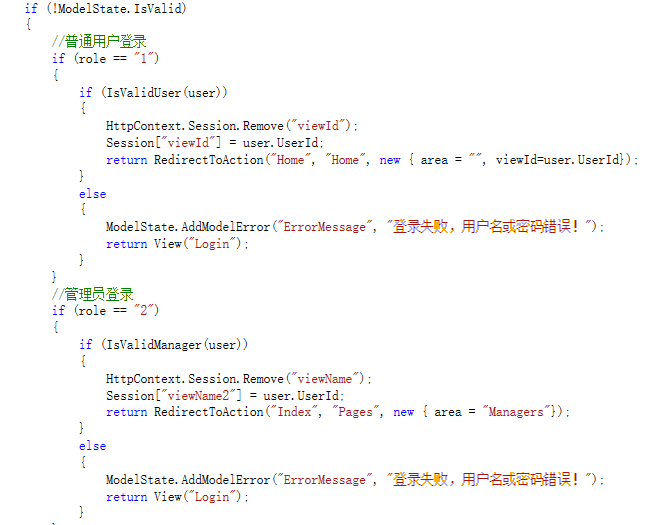 if (!ModelState.IsValid)
{
//普通用户登录
if (role == "1")
{
if (IsValidUser(user))
{
HttpContext.Session.Remove("viewId");
Session["viewId"] = user.UserId;
return RedirectToAction("Home", "Home", new { area = "", viewId=user.UserId});
}
else
{
ModelState.AddModelError("ErrorMessage", "登录失败，用户名或密码错误！");
return View("Login");
}
}
//管理员登录
if (role == "2")
{
if (IsValidManager(user))
{
HttpContext.Session.Remove("viewName");
Session["viewName2"] = user.UserId;
return RedirectToAction("Index", "Pages", new { area = "Managers"});
}
else
{
ModelState.AddModelError("ErrorMessage", "登录失败，用户名或密码错误！");
return View("Login");
}